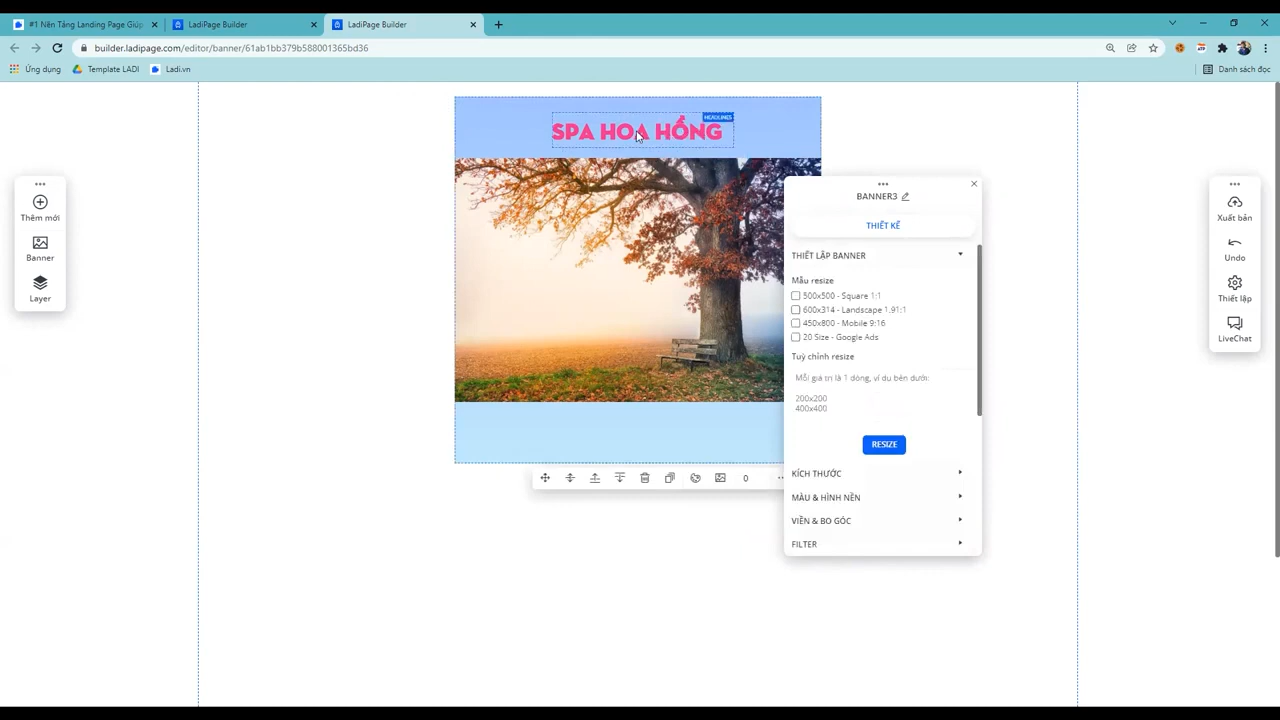 #1 Nền Tảng Landing Page Giúp
LadiPage Builder
LadiPage Builder
builder.ladipage.com/editor/banner/61ab1bb379b588001365bd36
Ứng dụng
Template LADI
Ladi.vn
Danh sách đọc
HEADLINE5
SPA HOA HỒNG
Thêm mới
Banner
Layer
BANNER3
THIẾT KẾ
THIẾT LẬP BANNER
Mẫu resize
500x500 - Square 1:1
600x314 - Landscape 1.91:1
450x800 - Mobile 9:16
20 Size - Google Ads
Tuỳ chỉnh resize
Mỗi giá trị là 1 dòng, ví dụ bên dưới:
200x200
400x400
RESIZE
KÍCH THƯỚC
MÀU & HÌNH NỀN
VIỀN & BO GÓC
FILTER
0
Xuất bản
Undo
Thiết lập
LiveChat